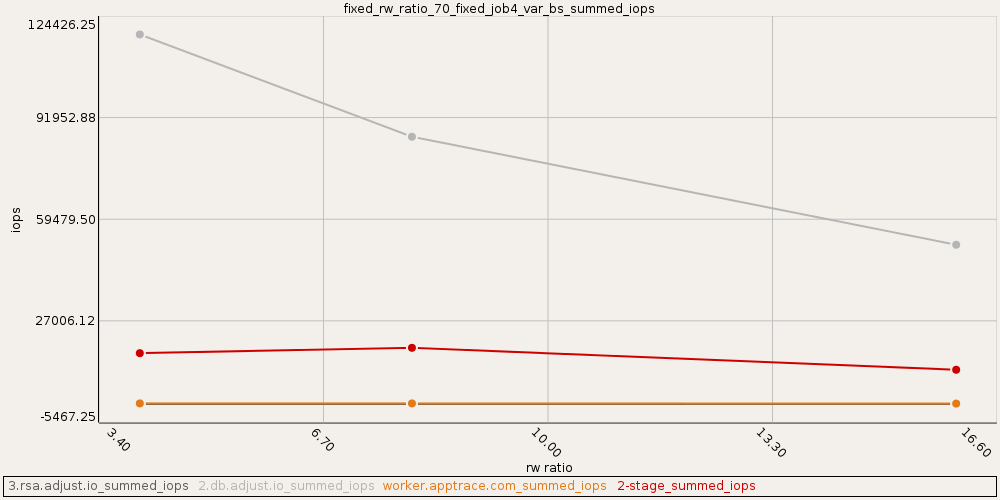 fixed_rw_ratio_70_fixed_job4_var_bs_summed_iops
124426.25
91952.88
59479.50
27006.12
-5467.25
iops
3.40 6.70 10.00 13.30 16.60
rw ratio
3.rsa.adjust.io_summed_iops 2.db.adjust.io_summed_iops worker.apptrace.com_summed_iops 2-stage_summed_iops